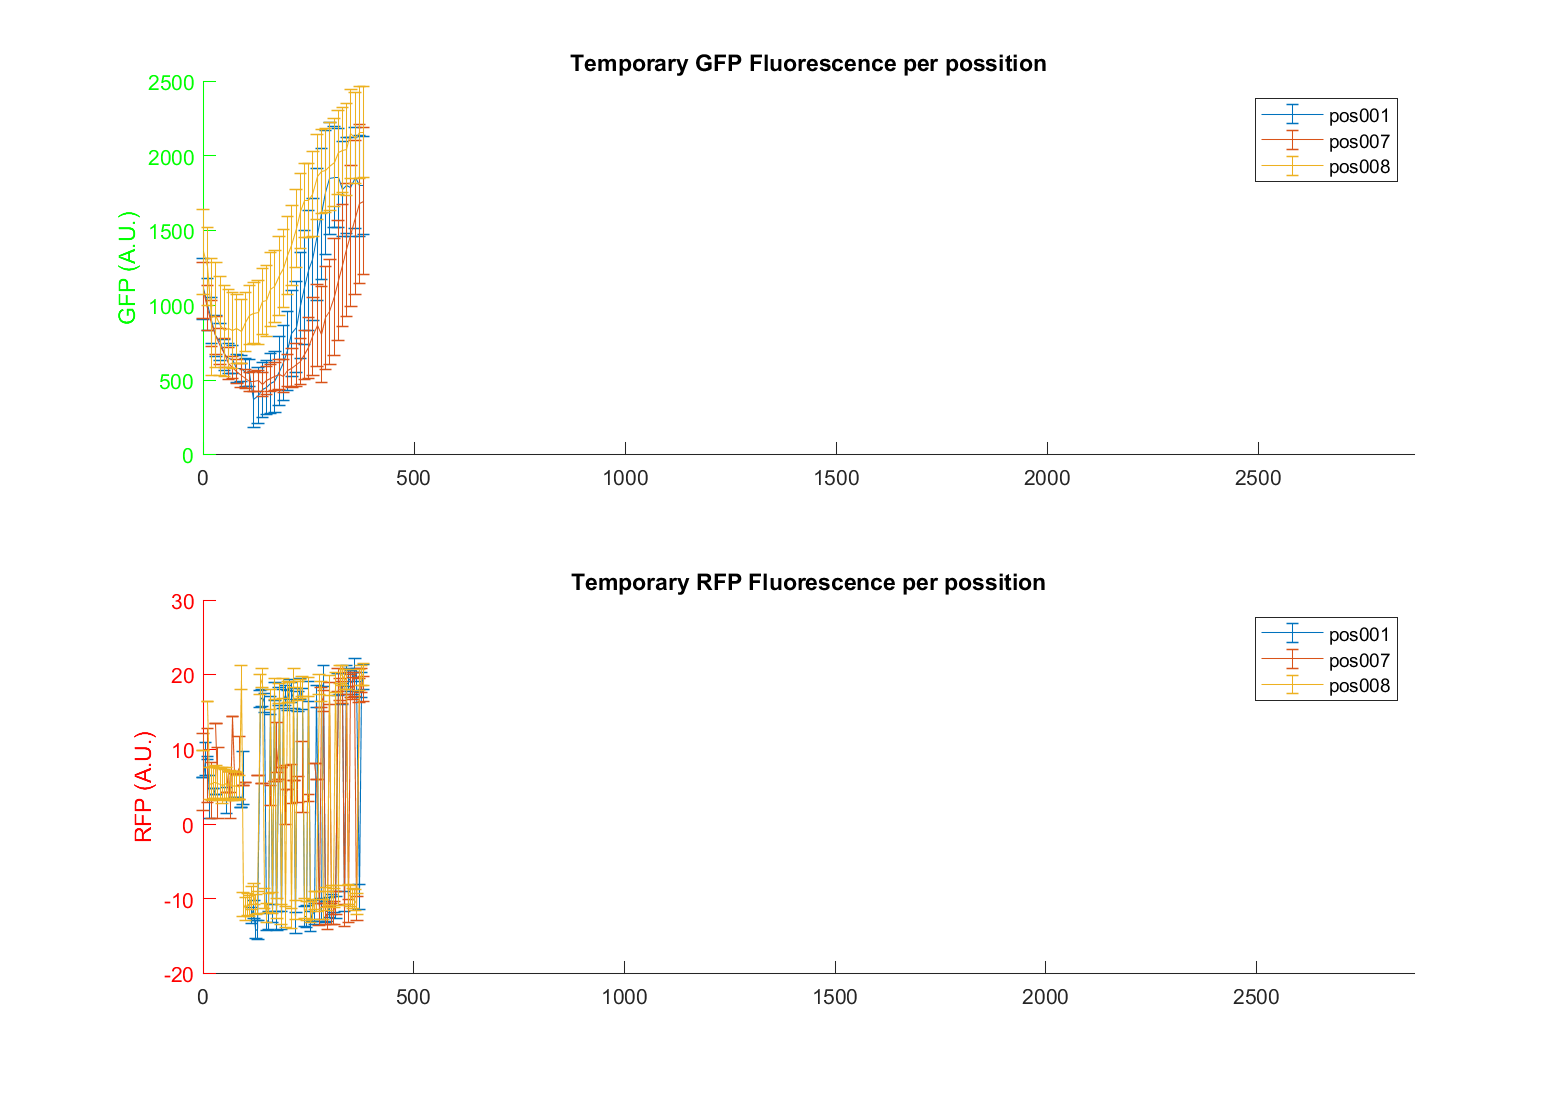 Temporary GFP Fluorescence per possition
2500
2000
1500
1000
500
0
GFP (A.U.)
pos001
pos007
pos008
0 500 1000 1500 2000 2500
Temporary RFP Fluorescence per possition
30
20
10
0
-10
-20
RFP (A.U.)
pos001
pos007
pos008
0 500 1000 1500 2000 2500